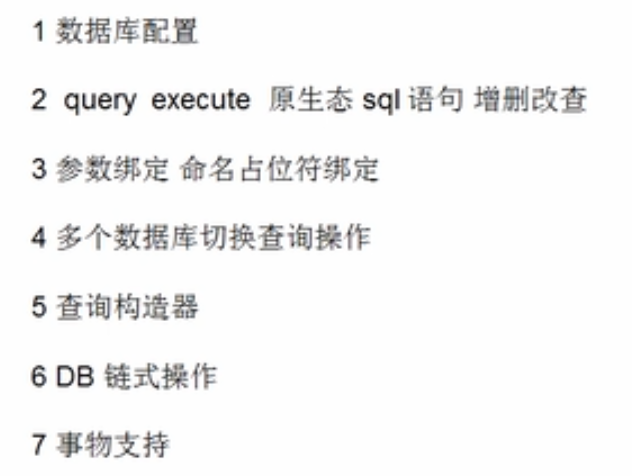 1 数据库配置
2 query execute 原生态 sql 语句 增删改查
3 参数绑定 命名占位符绑定
4 多个数据库切换查询操作
5 查询构造器
6 DB 链式操作
7 事物支持